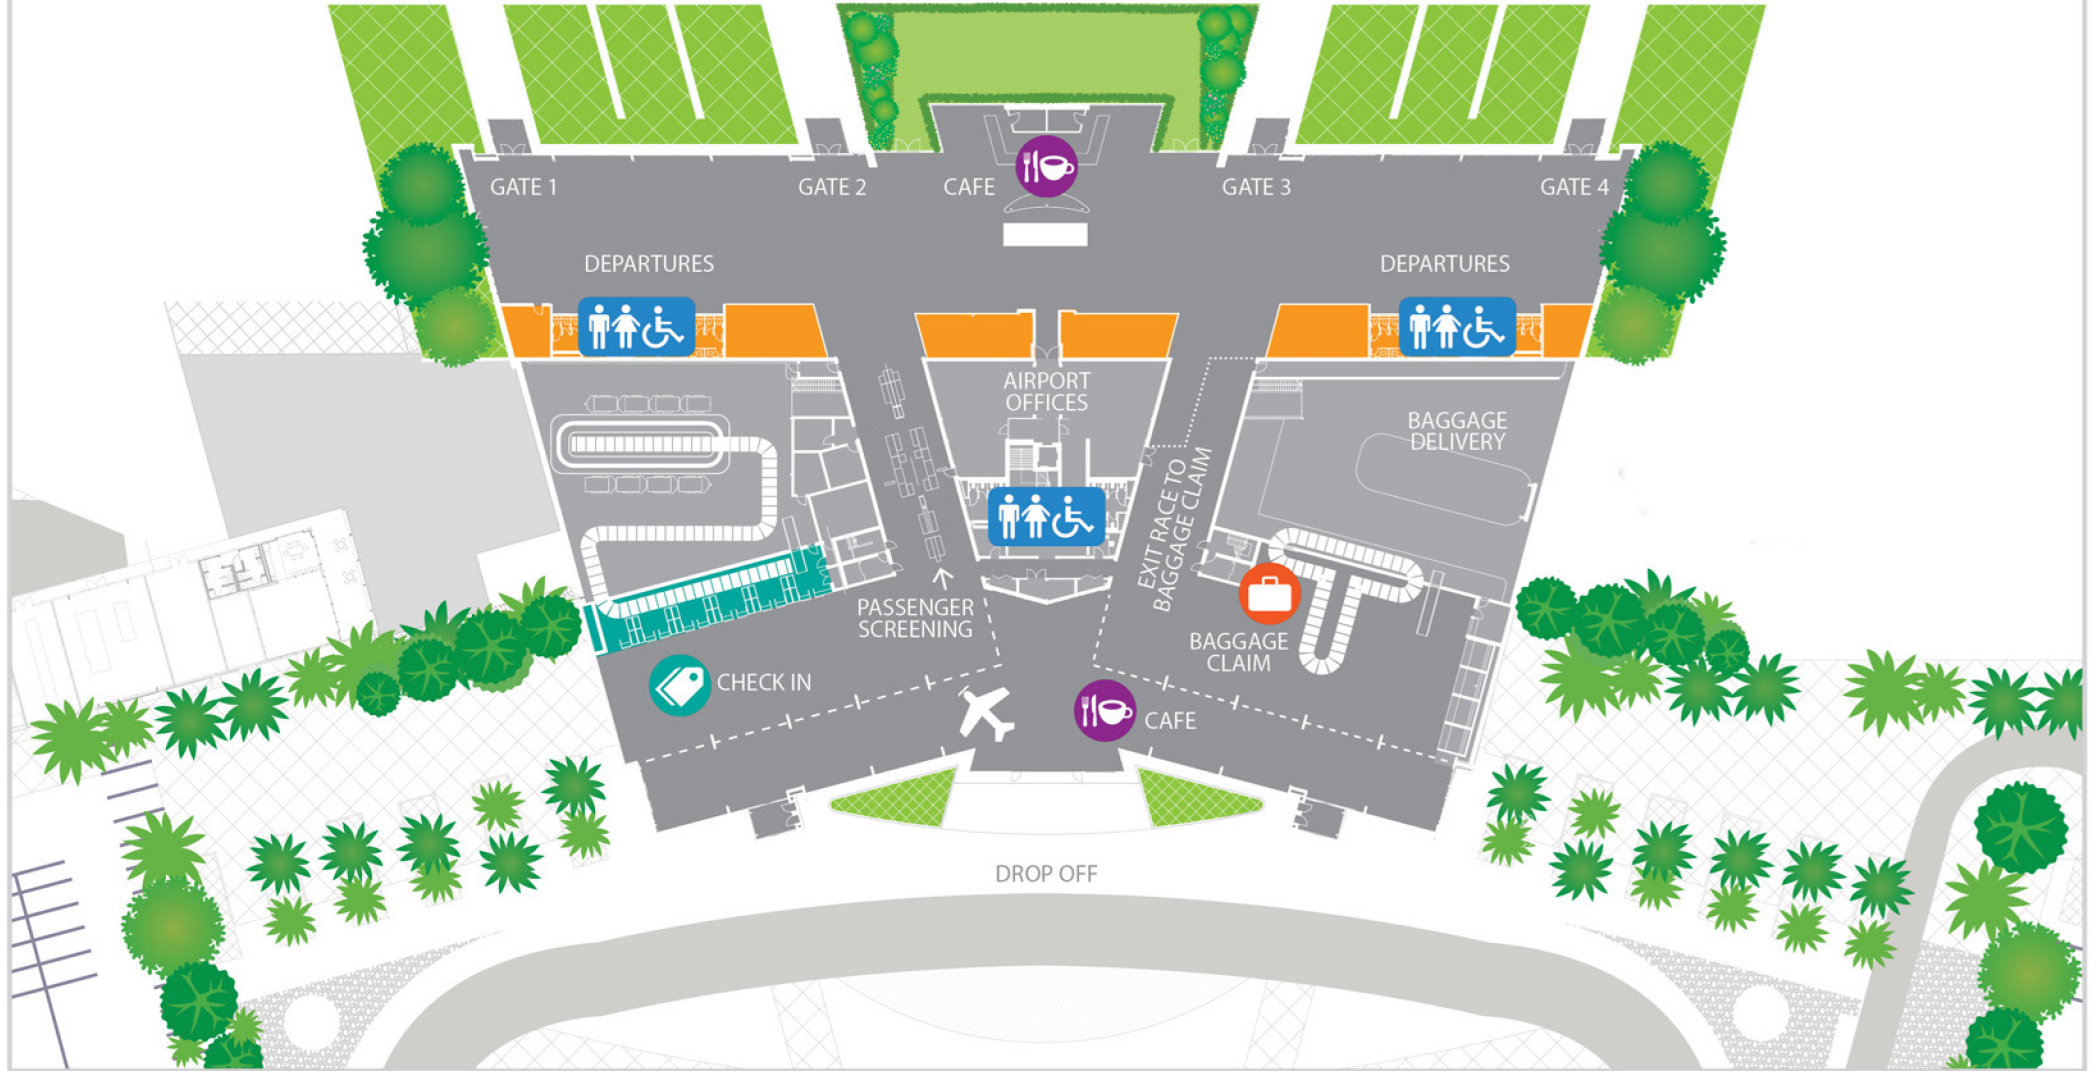 GATE 1
GATE 2
CAFE
GATE 3
GATE 4
DEPARTURES
DEPARTURES
AIRPORT
OFFICES
BAGGAGE
DELIVERY
EXIT RACE TO
BAGGAGE CLAIM
PASSENGER
SCREENING
BAGGAGE
CLAIM
CHECK IN
CAFE
DROP OFF